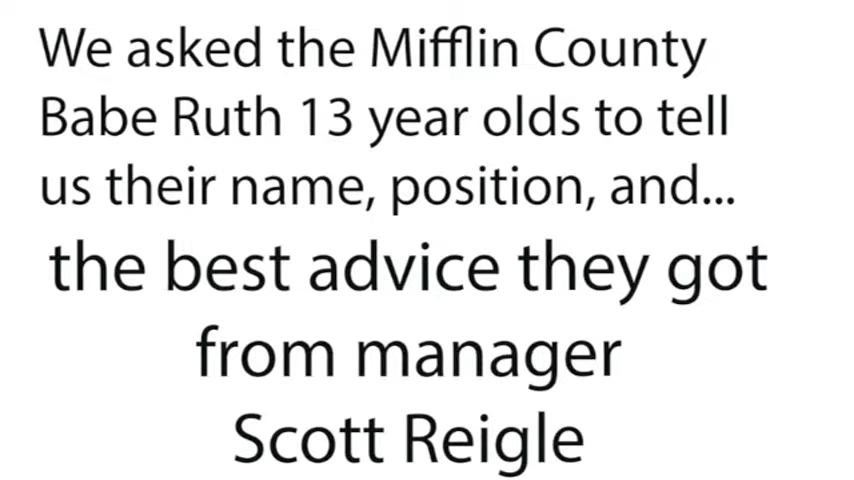 We asked the Mifflin County
Babe Ruth 13 year olds to tell
us their name, position, and...
the best advice they got
from manager
Scott Reigle